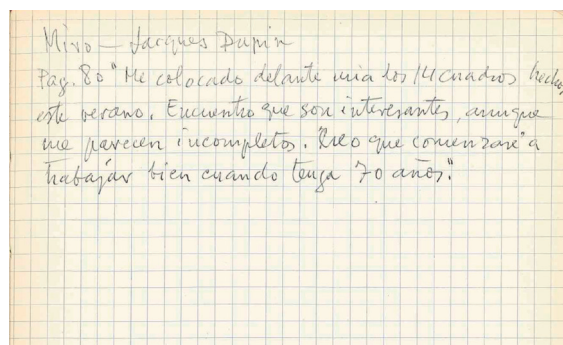 Miro — Jacques Dupin
Pag. 80 "He colocado delante mia los 14 cuadros hechos
este verano. Encuentro que son interesantes, aunque
me parecen incompletos. Creo que comenzaré a
trabajar bien cuando tenga 70 años."